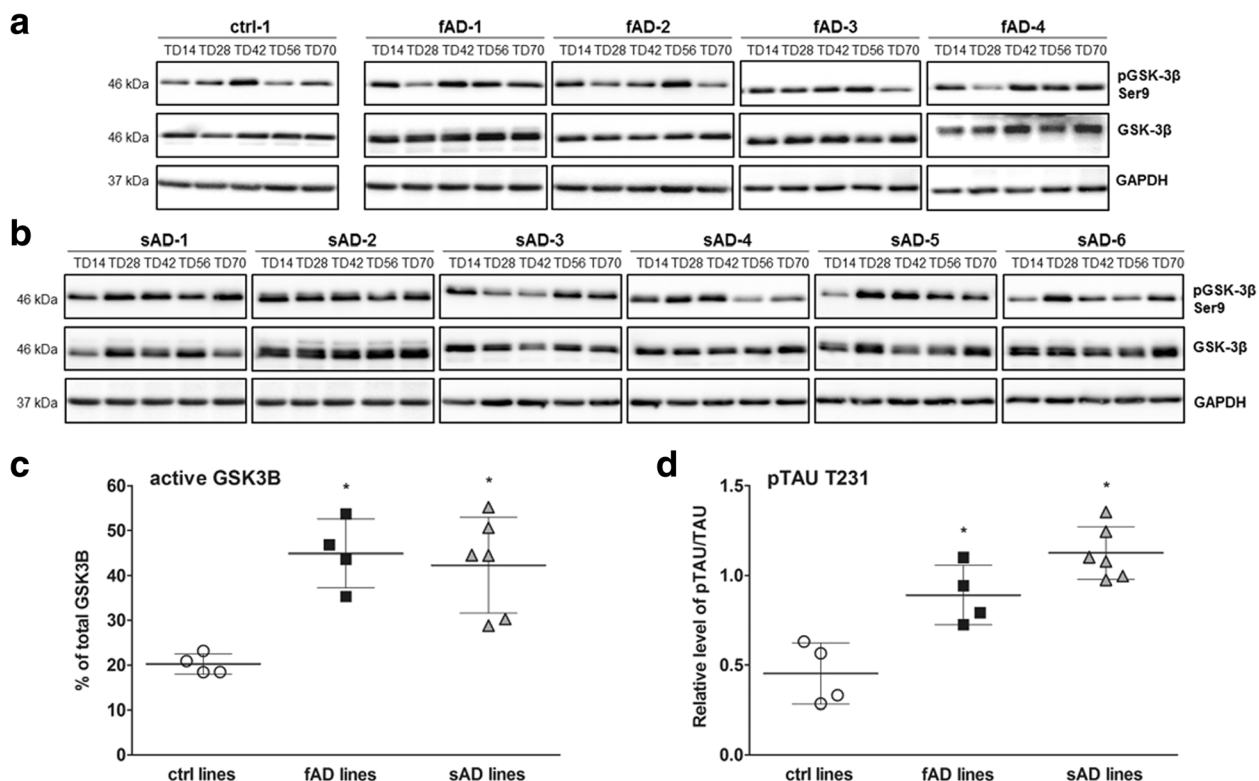 a
ctrl-1 fAD-1 fAD-2 fAD-3 fAD-4
TD14 TD28 TD42 TD56 TD70 TD14 TD28 TD42 TD56 TD70 TD14 TD28 TD42 TD56 TD70 TD14 TD28 TD42 TD56 TD70 TD14 TD28 TD42 TD56 TD70
46 kDa pGSK-3β
Ser9
46 kDa GSK-3β
37 kDa GAPDH
b
sAD-1 sAD-2 sAD-3 sAD-4 sAD-5 sAD-6
TD14 TD28 TD42 TD56 TD70 TD14 TD28 TD42 TD56 TD70 TD14 TD28 TD42 TD56 TD70 TD14 TD28 TD42 TD56 TD70 TD14 TD28 TD42 TD56 TD70 TD14 TD28 TD42 TD56 TD70
46 kDa pGSK-3β
Ser9
46 kDa GSK-3β
37 kDa GAPDH
c
active GSK3B
% of total GSK3B
60
50
40
30
20
10
0
* *
ctrl lines fAD lines sAD lines
d
pTAU T231
Relative level of pTAU/TAU
1.5
1.0
0.5
0.0
* *
ctrl lines fAD lines sAD lines